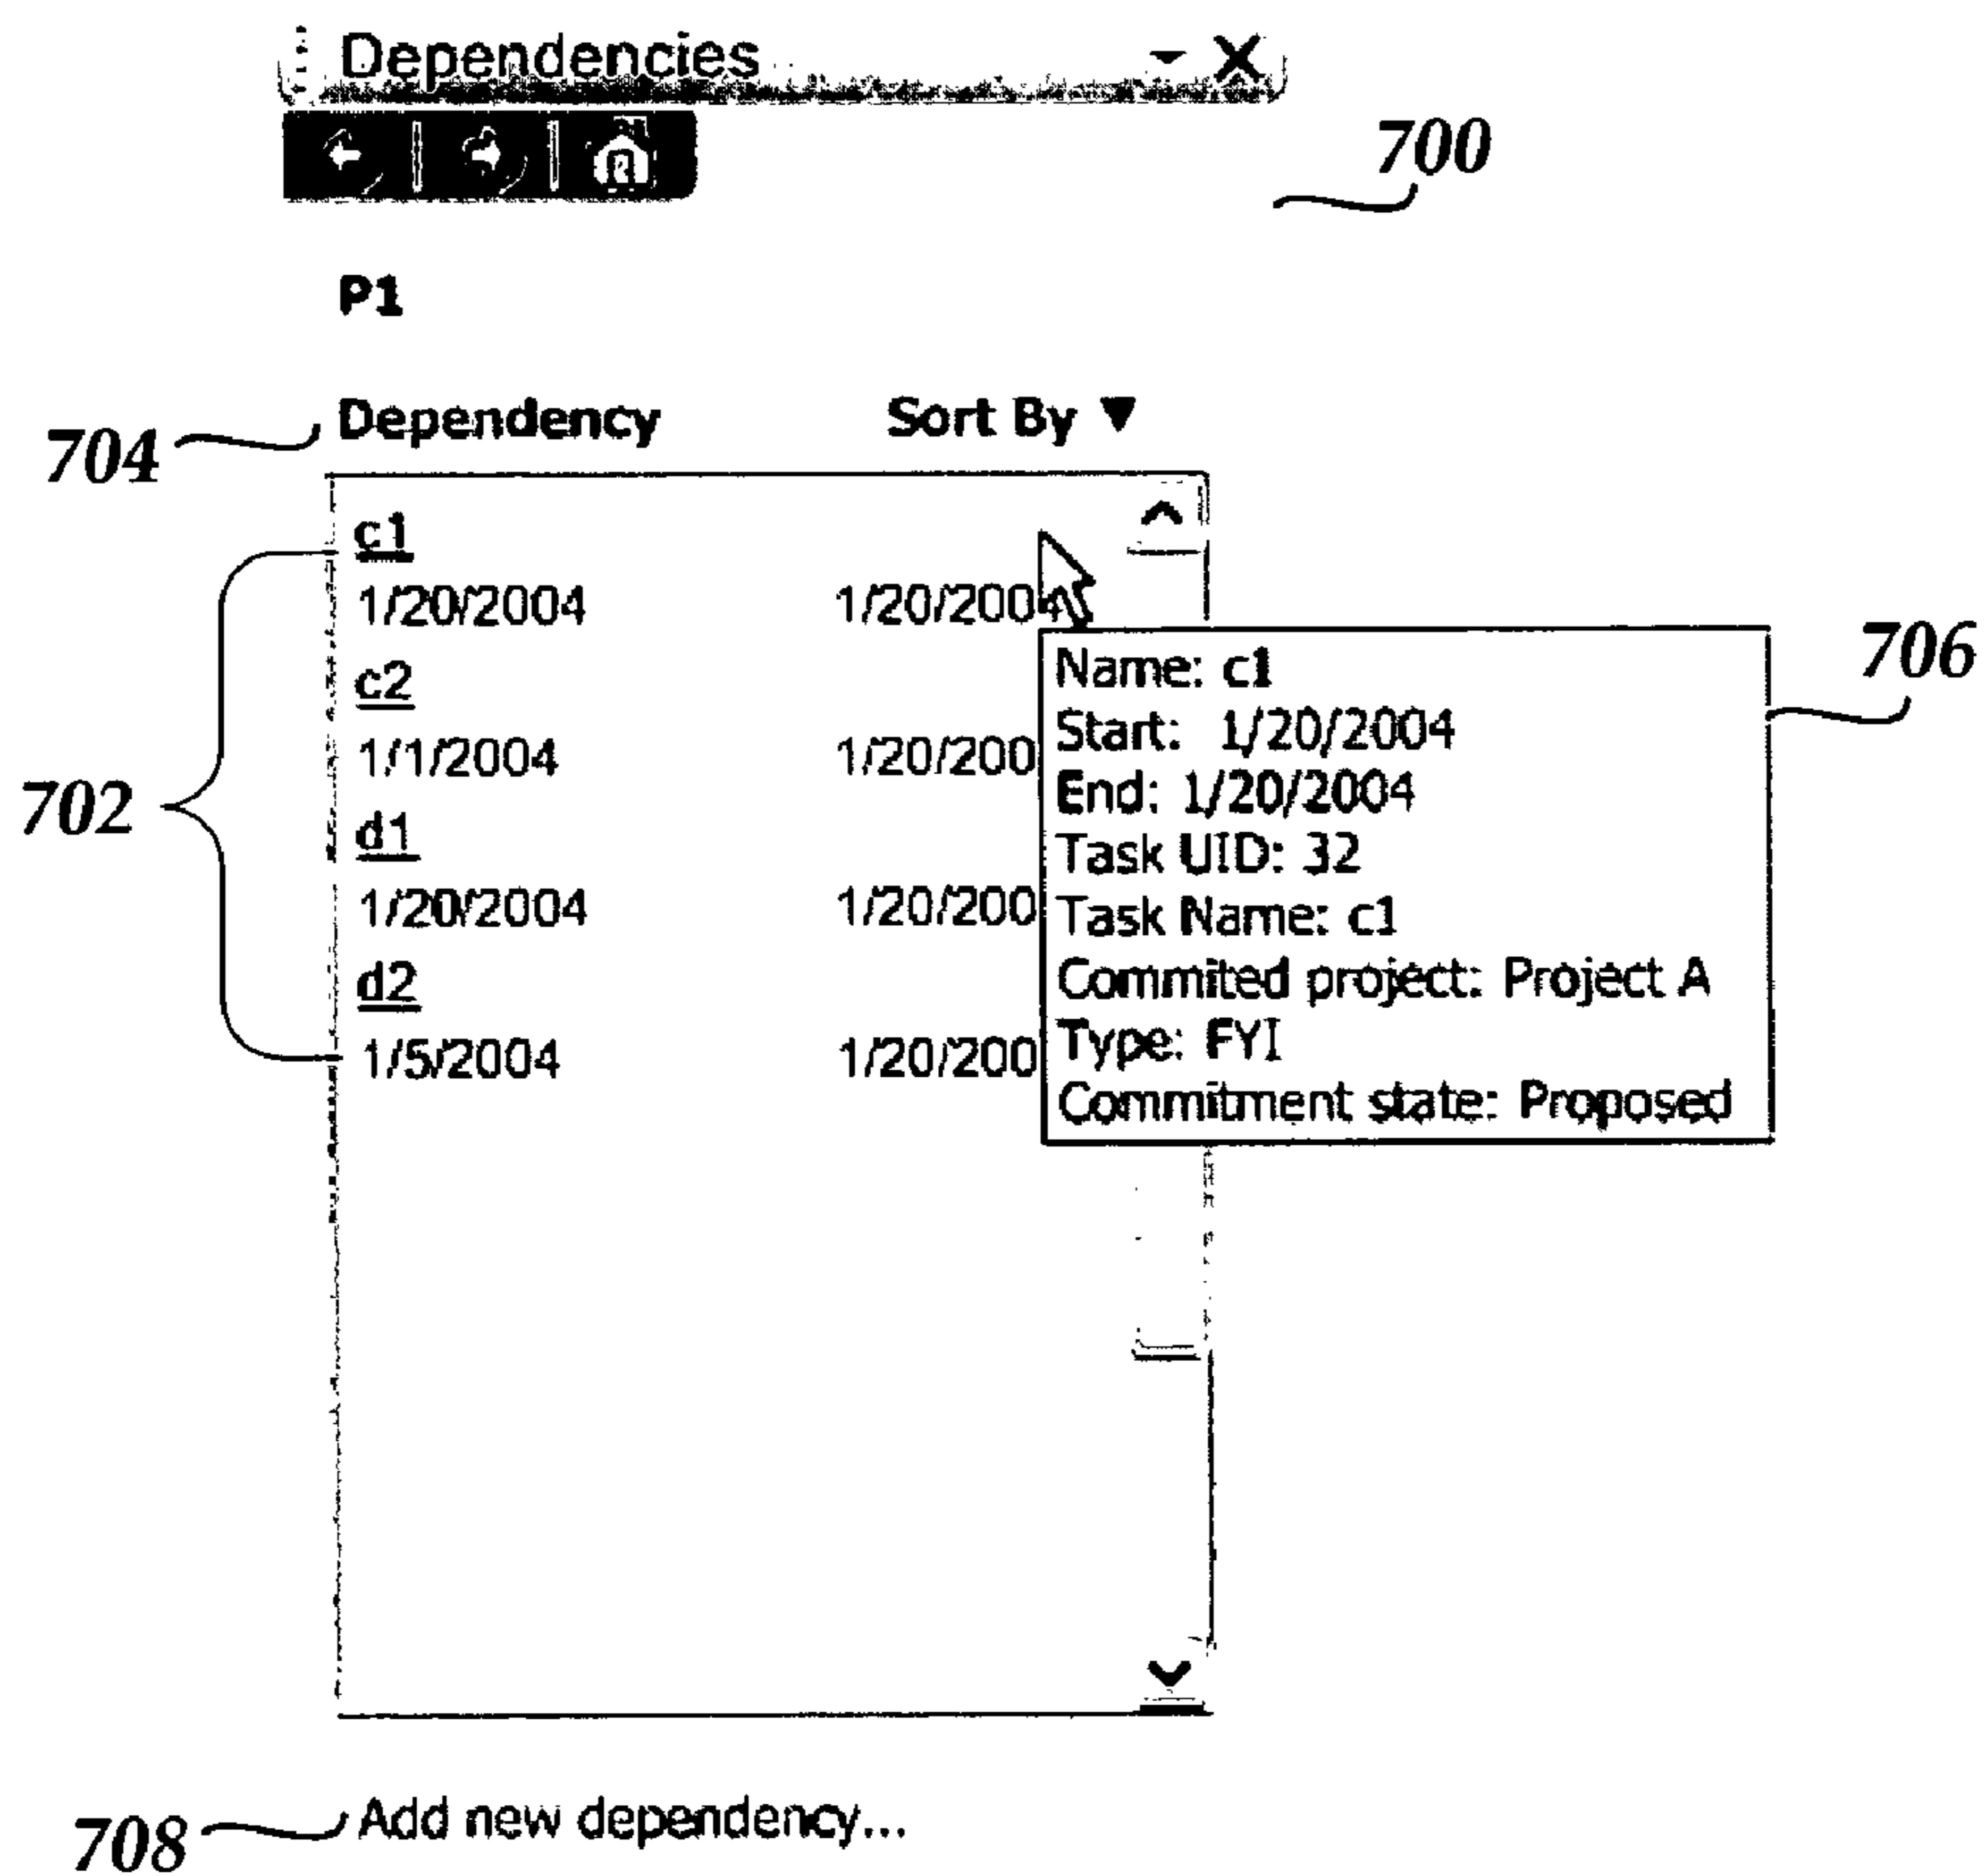 Dependencies
700
P1
704 Dependency Sort By
c1
1/20/2004 1/20/2004
c2
1/1/2004 1/20/200
d1
1/20/2004 1/20/200
d2
1/5/2004 1/20/200
702
Name: c1
Start: 1/20/2004
End: 1/20/2004
Task UID: 32
Task Name: c1
Commited project: Project A
Type: FYI
Commitment state: Proposed
706
708 Add new dependency...